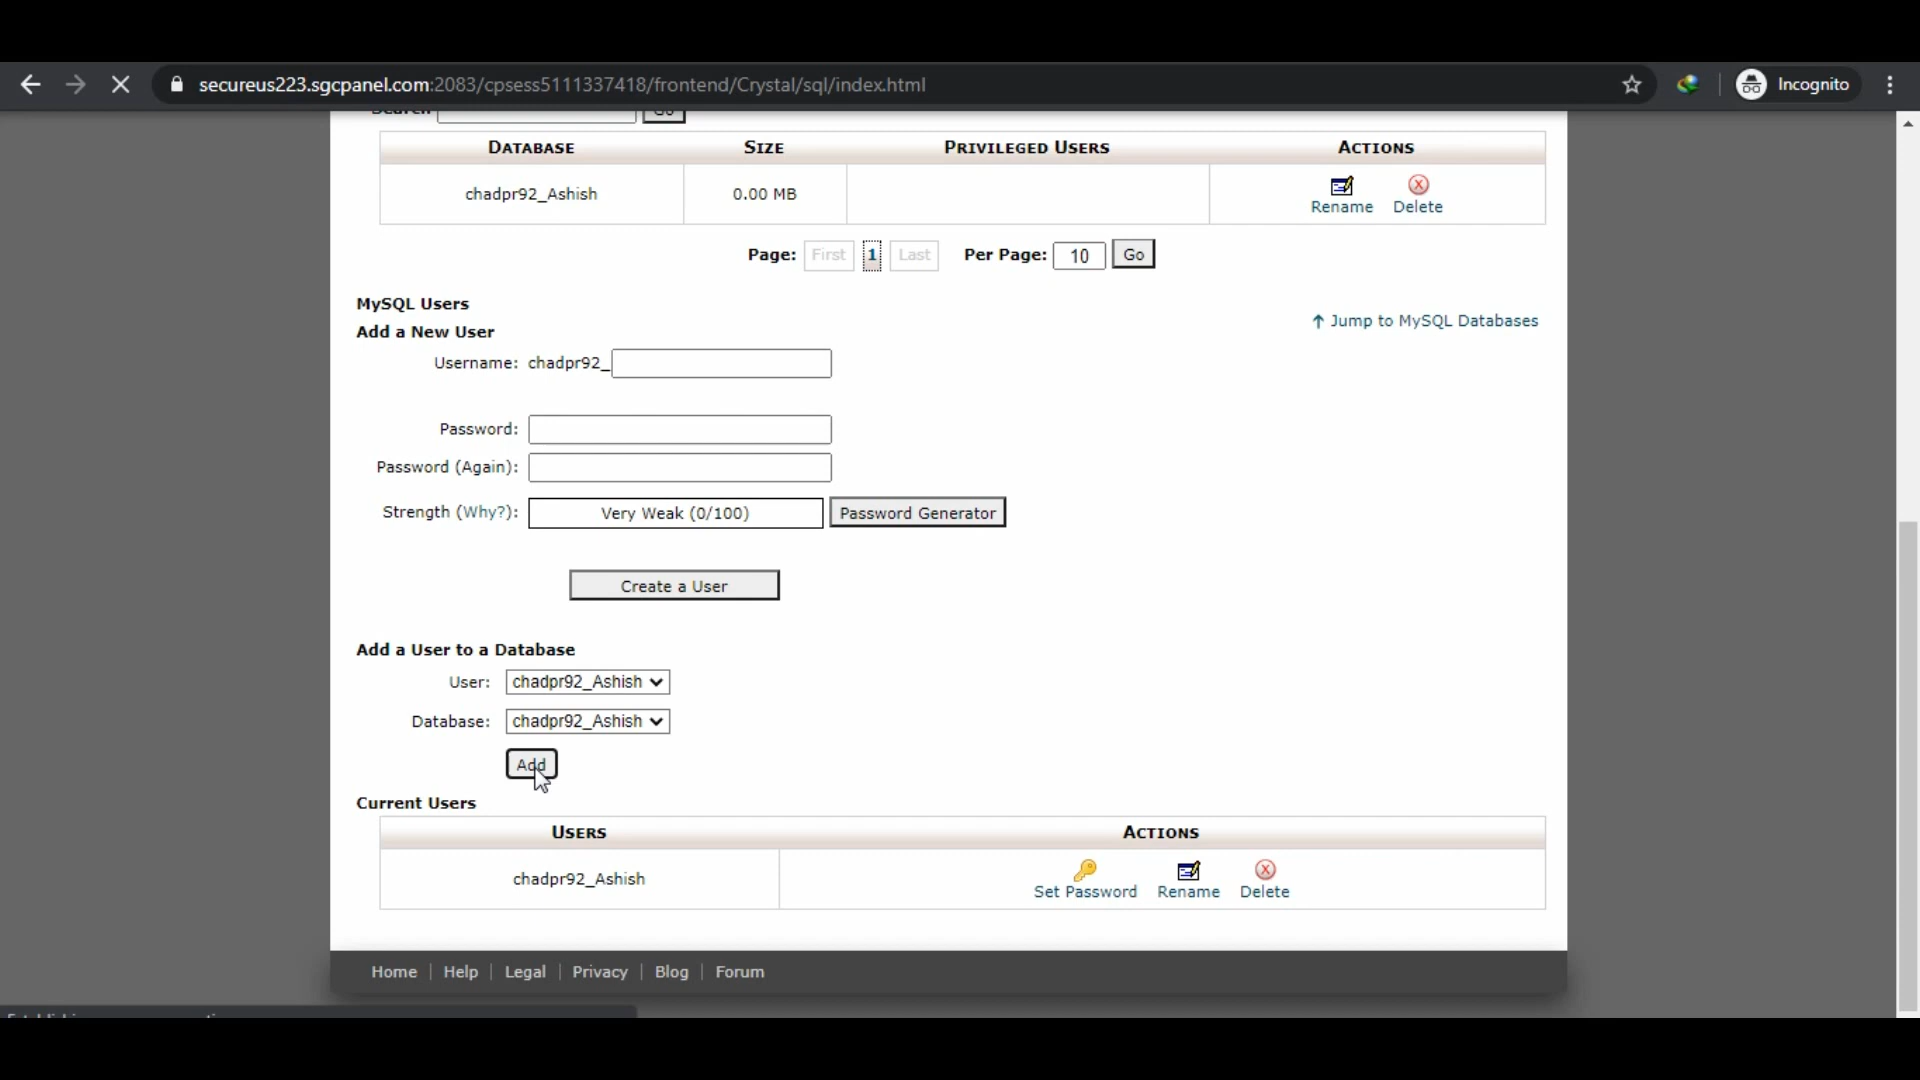 secureus223.sgcpanel.com:2083/cpsess5111337418/frontend/Crystal/sql/index.html
Incognito
Search
Go
DATABASE SIZE PRIVILEGED USERS ACTIONS
chadpr92_Ashish 0.00 MB Rename Delete
Page: First 1 Last Per Page: 10 Go
MySQL Users
↑ Jump to MySQL Databases
Add a New User
Username: chadpr92_
Password:
Password (Again):
Strength (Why?): Very Weak (0/100) Password Generator
Create a User
Add a User to a Database
User: chadpr92_Ashish
Database: chadpr92_Ashish
Add
Current Users
USERS ACTIONS
chadpr92_Ashish Set Password Rename Delete
Home | Help | Legal | Privacy | Blog | Forum